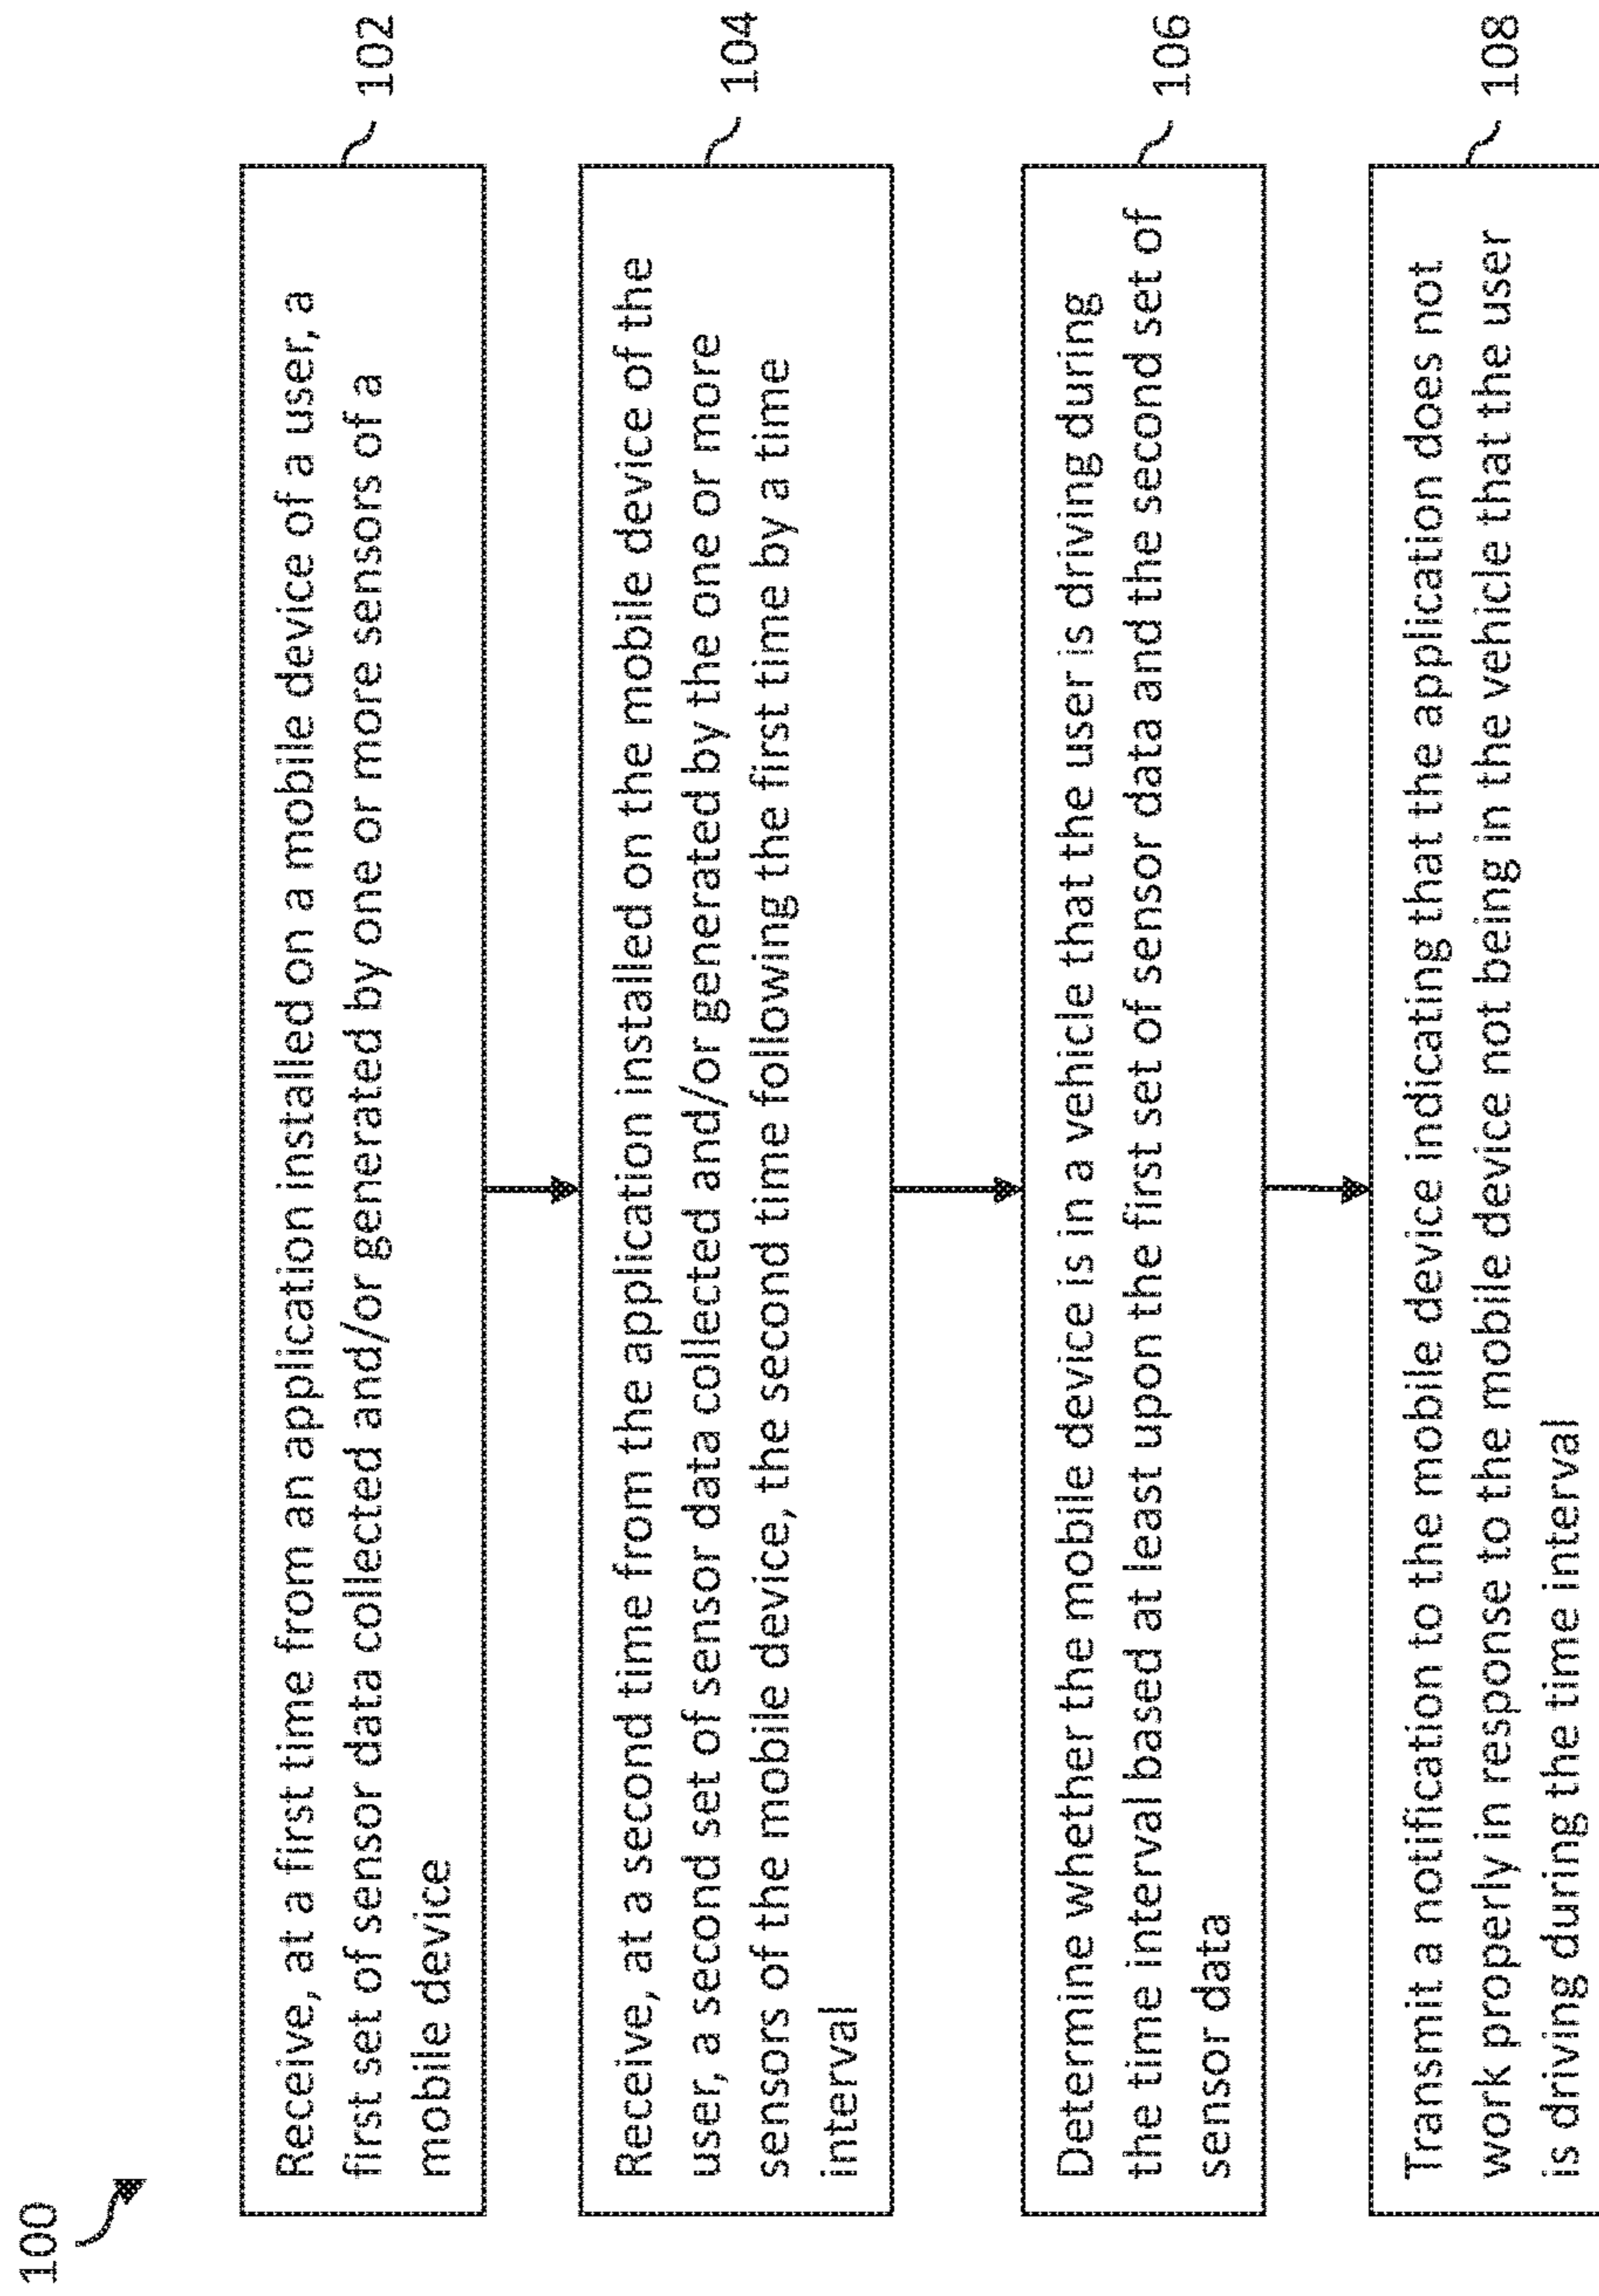 100
Receive, at a first time from an application installed on a mobile device of a user, a
first set of sensor data collected and/or generated by one or more sensors of a
mobile device
102
Receive, at a second time from the application installed on the mobile device of the
user, a second set of sensor data collected and/or generated by the one or more
sensors of the mobile device, the second time following the first time by a time
interval
104
Determine whether the mobile device is in a vehicle that the user is driving during
the time interval based at least upon the first set of sensor data and the second set of
sensor data
106
Transmit a notification to the mobile device indicating that the application does not
work properly in response to the mobile device not being in the vehicle that the user
is driving during the time interval
108